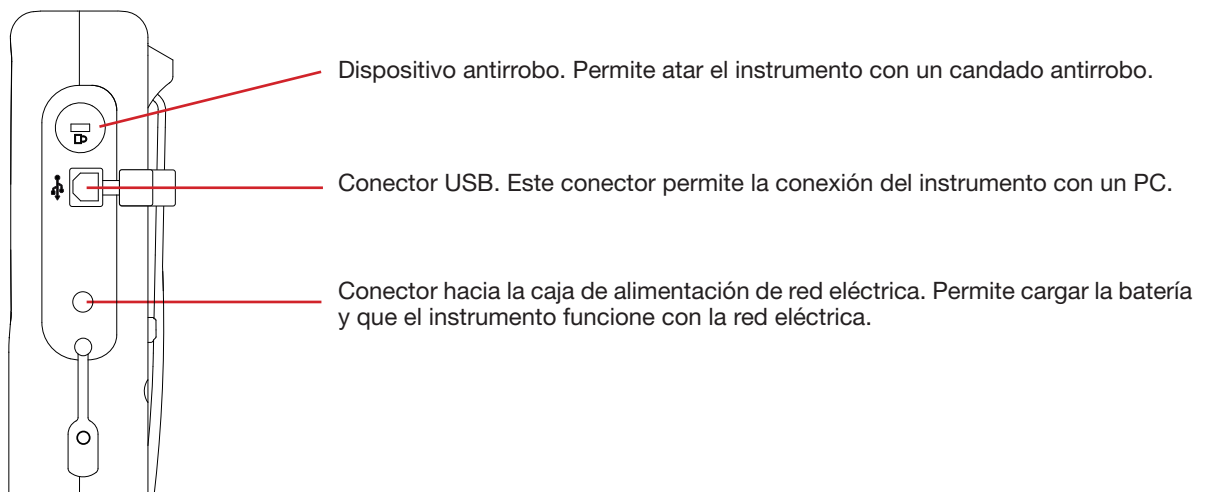 Dispositivo antirrobo. Permite atar el instrumento con un candado antirrobo.
Conector USB. Este conector permite la conexión del instrumento con un PC.
Conector hacia la caja de alimentación de red eléctrica. Permite cargar la batería
y que el instrumento funcione con la red eléctrica.